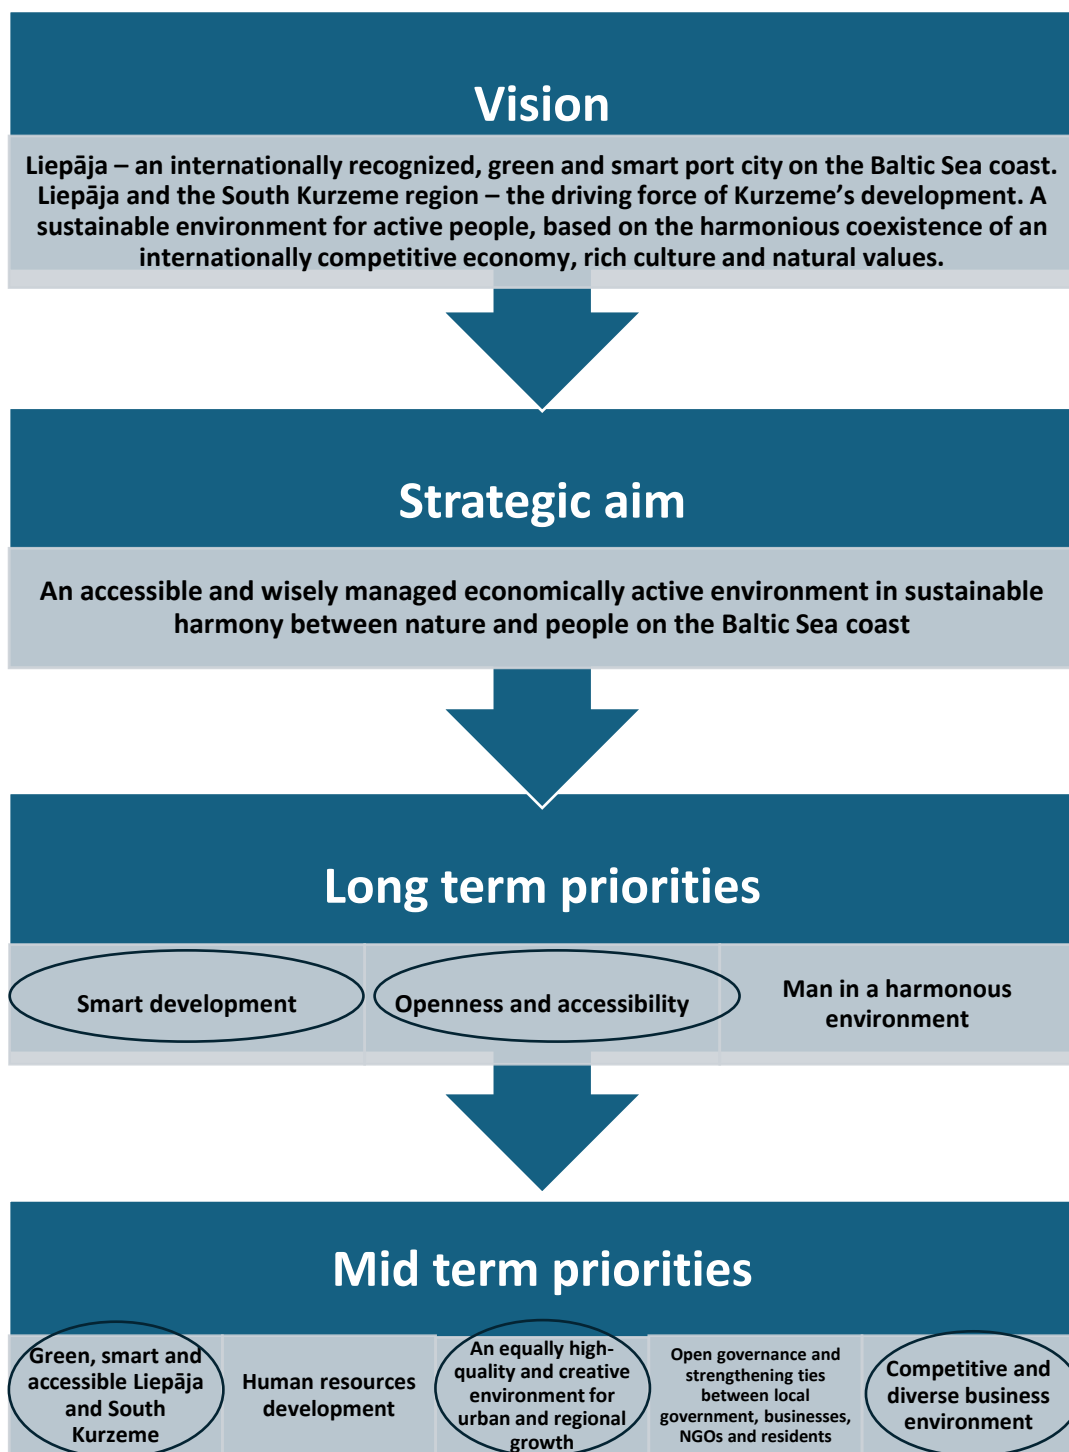 Vision
Liepāja – an internationally recognized, green and smart port city on the Baltic Sea coast.
Liepāja and the South Kurzeme region – the driving force of Kurzeme’s development. A
sustainable environment for active people, based on the harmonious coexistence of an
internationally competitive economy, rich culture and natural values.
Strategic aim
An accessible and wisely managed economically active environment in sustainable
harmony between nature and people on the Baltic Sea coast
Long term priorities
Smart development
Openness and accessibility
Man in a harmonous
environment
Mid term priorities
Green, smart and
accessible Liepāja
and South
Kurzeme
Human resources
development
An equally high-
quality and creative
environment for
urban and regional
growth
Open governance and
strengthening ties
between local
government, businesses,
NGOs and residents
Competitive and
diverse business
environment